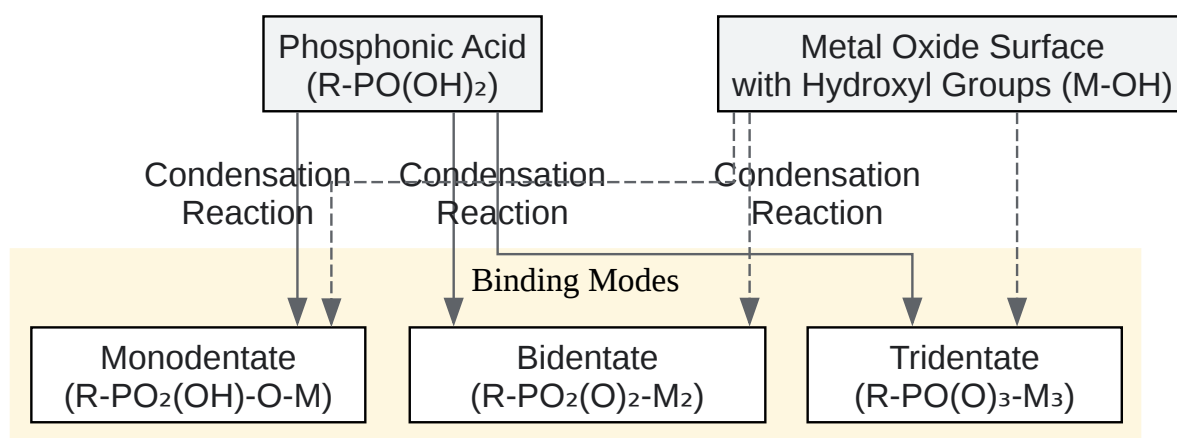 Phosphonic Acid
(R-PO(OH)₂)
Metal Oxide Surface
with Hydroxyl Groups (M-OH)
Condensation
Reaction
Condensation
Reaction
Condensation
Reaction
Binding Modes
Monodentate
(R-PO₂(OH)-O-M)
Bidentate
(R-PO₂(O)₂-M₂)
Tridentate
(R-PO(O)₃-M₃)